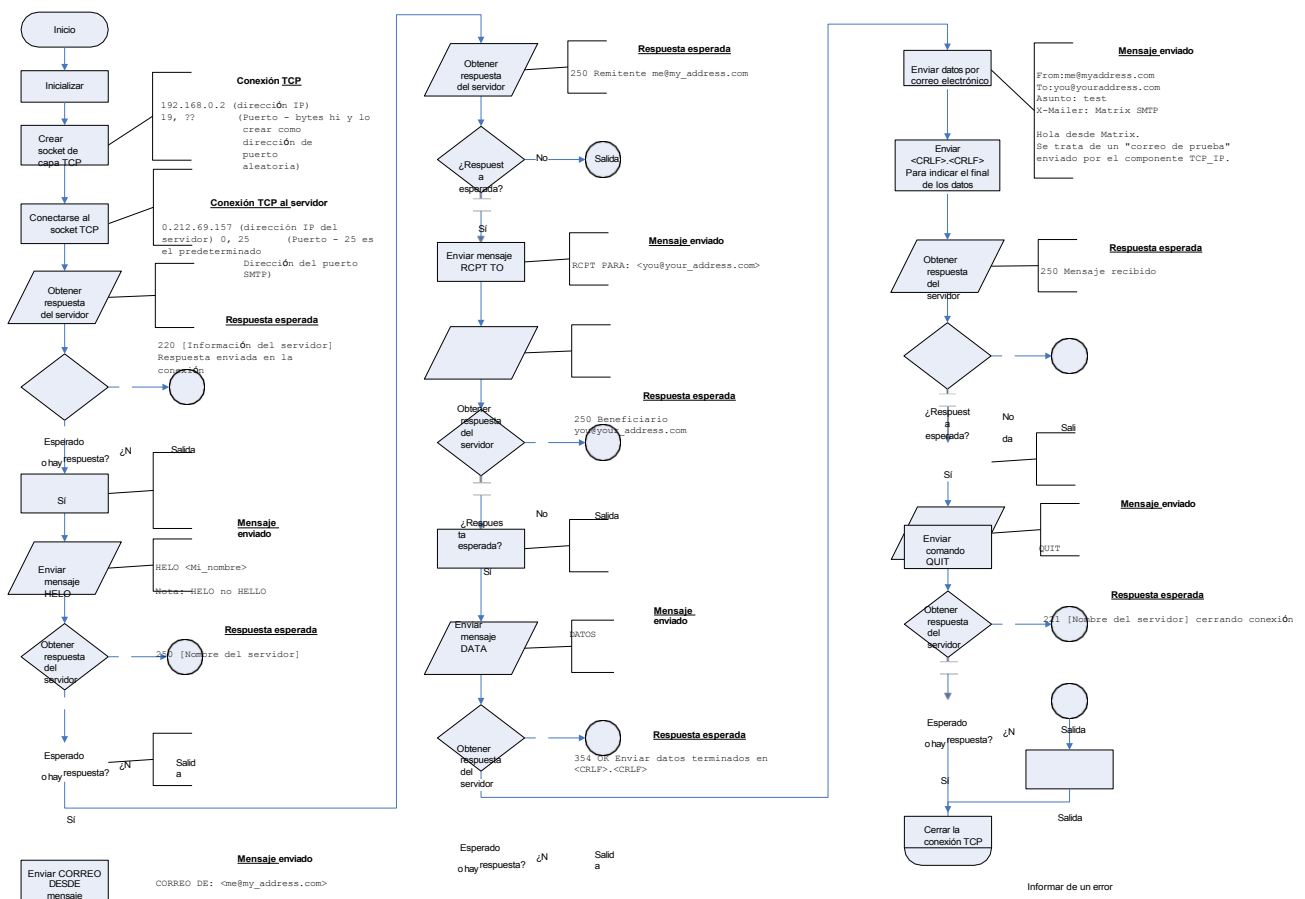 Inicio
Inicializar
Crear
socket de
capa TCP
Conexión TCP
192.168.0.2 (dirección IP)
19, ?? (Puerto - bytes hi y lo
crear como
dirección de
puerto
aleatoria)
Conectarse al
socket TCP
Conexión TCP al servidor
0.212.69.157 (dirección IP del
servidor) 0, 25 (Puerto - 25 es
el predeterminado
Dirección del puerto
SMTP)
Obtener
respuesta
del servidor
Respuesta esperada
220 [Información del servidor]
Respuesta enviada en la
conexión
Esperado
o hay respuesta?
¿N
Salida
Sí
Mensaje
enviado
Enviar
mensaje
HELO
HELO <Mi_nombre>
Nota: HELO no HELLO
Respuesta esperada
Obtener
respuesta
del
servidor
250 [Nombre del servidor]
Esperado
o hay respuesta?
¿N
Salid
a
Sí
Enviar CORREO
DESDE
mensaje
Mensaje enviado
CORREO DE: <me@my_address.com>
Obtener
respuesta
del servidor
Respuesta esperada
250 Remitente me@my_address.com
¿Respuest
a
esperada?
No
Salida
Sí
Enviar mensaje
RCPT TO
Mensaje enviado
RCPT PARA: <you@your_address.com>
Respuesta esperada
Obtener
respuesta
del
servidor
250 Beneficiario
you@your_address.com
¿Respues
ta
esperada?
No
Salida
Sí
Mensaje
enviado
Enviar
mensaje
DATA
DATOS
Respuesta esperada
Obtener
respuesta
del
servidor
354 OK Enviar datos terminados en
<CRLF>.<CRLF>
Esperado
o hay respuesta?
¿N
Salid
a
Enviar datos por
correo electrónico
Mensaje enviado
From:me@myaddress.com
To:you@youraddress.com
Asunto: test
X-Mailer: Matrix SMTP
Hola desde Matrix.
Se trata de un "correo de prueba"
enviado por el componente TCP_IP.
Enviar
<CRLF>.<CRLF>
Para indicar el final
de los datos
Obtener
respuesta
del
servidor
Respuesta esperada
250 Mensaje recibido
¿Respuest
a
esperada?
No
da
Sali
Sí
Mensaje enviado
Enviar
comando
QUIT
QUIT
Respuesta esperada
Obtener
respuesta
del
servidor
221 [Nombre del servidor] cerrando conexión
Esperado
o hay respuesta?
¿N
Salida
Sí
Salida
Cerrar la
conexión TCP
Informar de un error